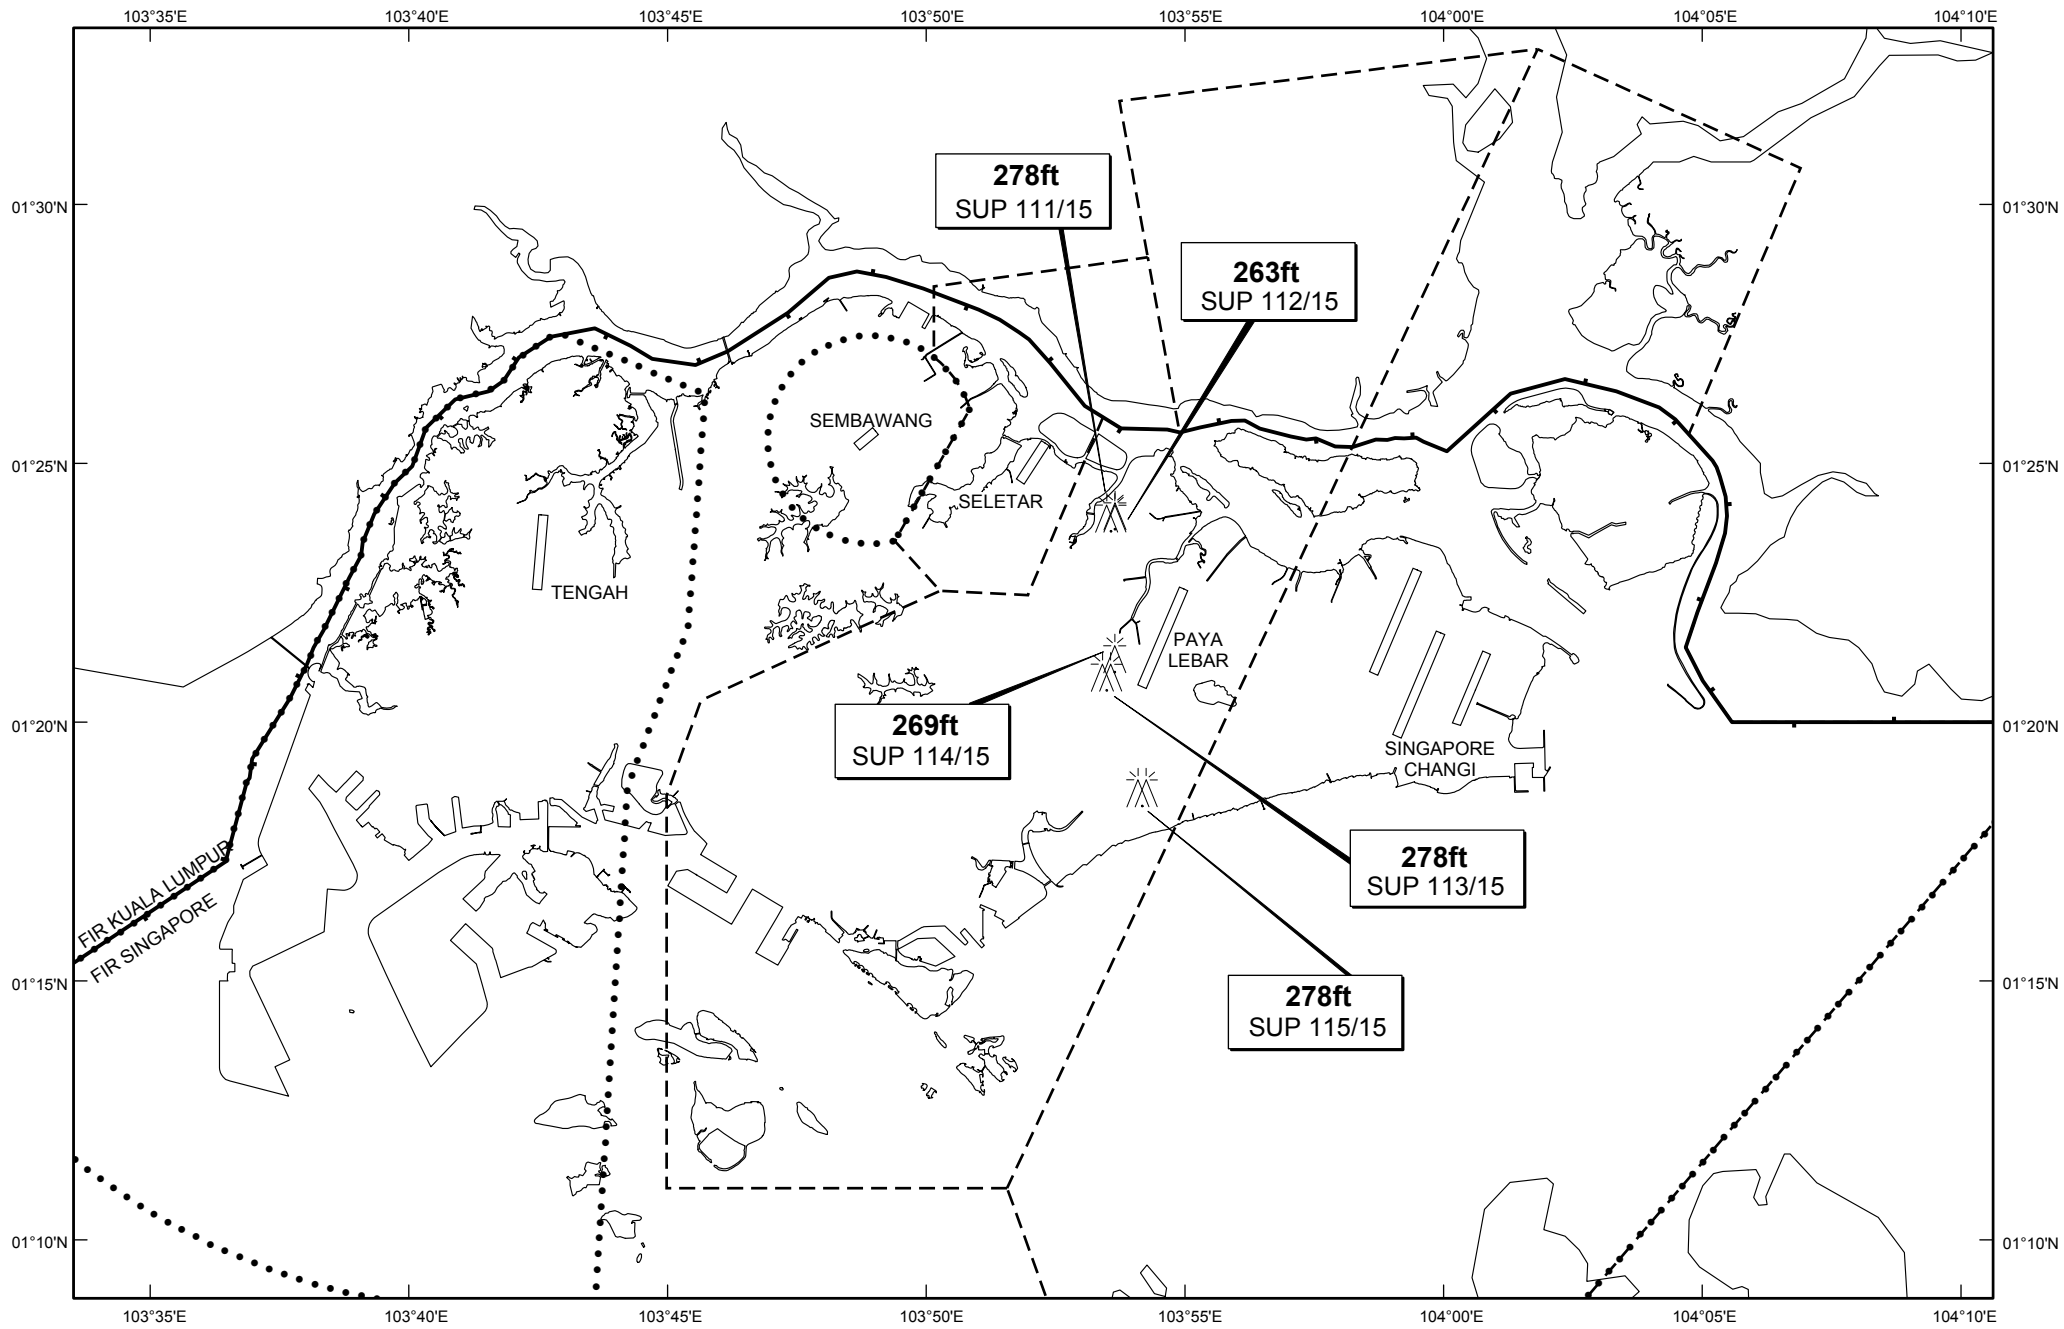 103°35'E 103°40'E 103°45'E 103°50'E 103°55'E 104°00'E 104°05'E 104°10'E
278ft
SUP 111/15
01°30'N 01°30'N
263ft
SUP 112/15
SEMBAWANG
01°25'N 01°25'N
SELETAR
TENGAH
PAYA
LEBAR
269ft
SUP 114/15
01°20'N 01°20'N
SINGAPORE
CHANGI
278ft
SUP 113/15
FIR KUALA LUMPUR
FIR SINGAPORE
01°15'N 01°15'N
278ft
SUP 115/15
01°10'N 01°10'N
103°35'E 103°40'E 103°45'E 103°50'E 103°55'E 104°00'E 104°05'E 104°10'E